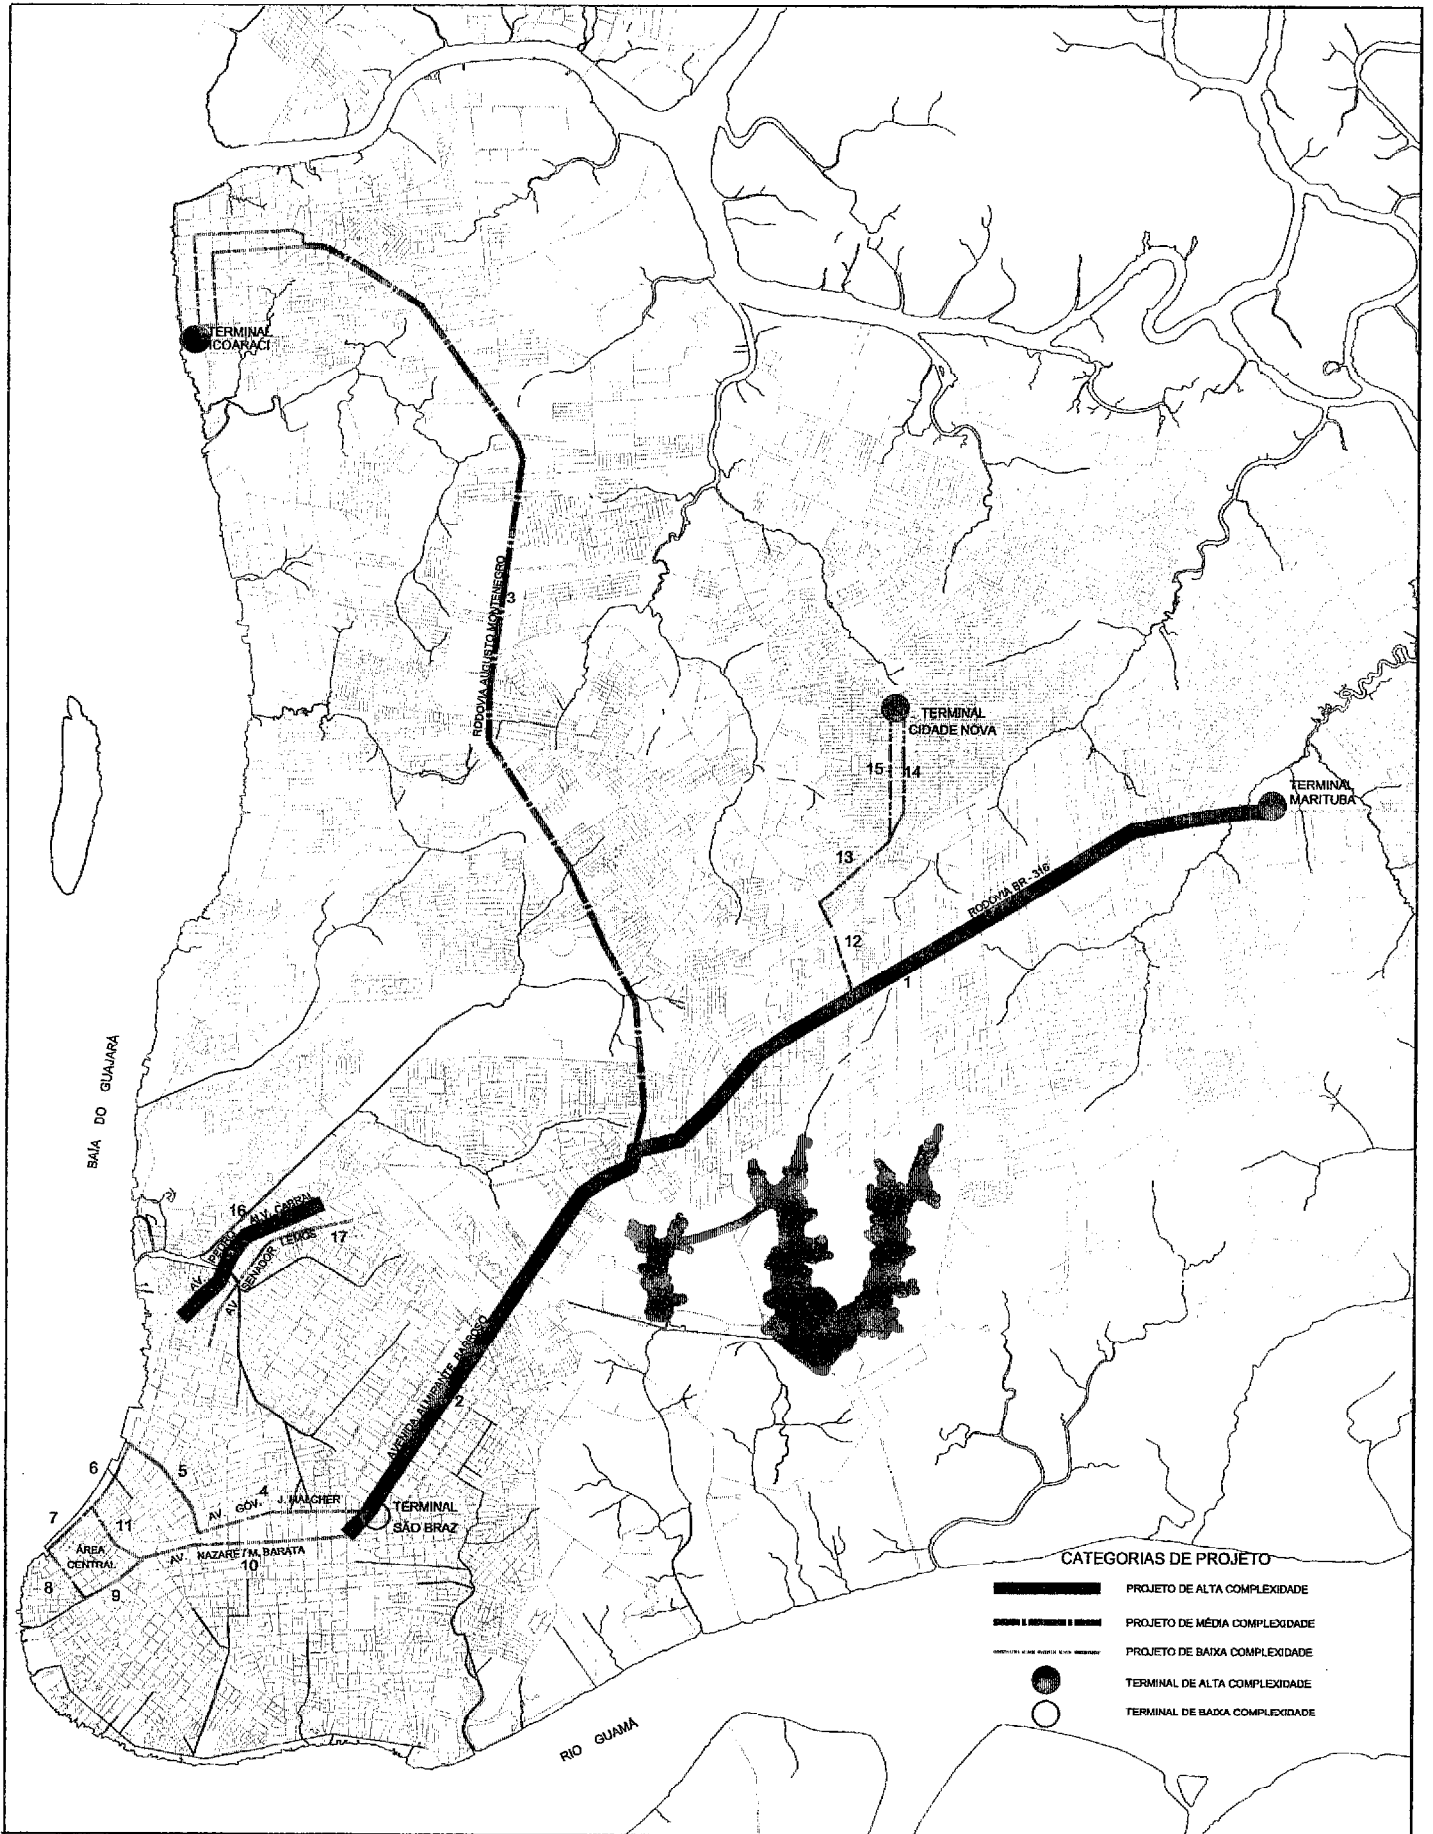 TERMINAL
ICOARACI
RODOVIA AUGUSTO MONTENEGRO
3
TERMINAL
CIDADE NOVA
15
14
TERMINAL
MARITUBA
13
RODOVIA BR - 316
12
1
BAÍA DO GUAJARÁ
16
AV. PEDRO ALV. CABRAL
17
AV. SENADOR LEMOS
AVENIDA ALMIRANTE BARROSO
2
6
5
4
AV. GOV. J. MALCHER
TERMINAL
SÃO BRAZ
7
11
ÁREA
CENTRAL
AV. NAZARÉ / M. BARATA
10
8
9
RIO GUAMÁ
CATEGORIAS DE PROJETO
PROJETO DE ALTA COMPLEXIDADE
PROJETO DE MÉDIA COMPLEXIDADE
PROJETO DE BAIXA COMPLEXIDADE
TERMINAL DE ALTA COMPLEXIDADE
TERMINAL DE BAIXA COMPLEXIDADE